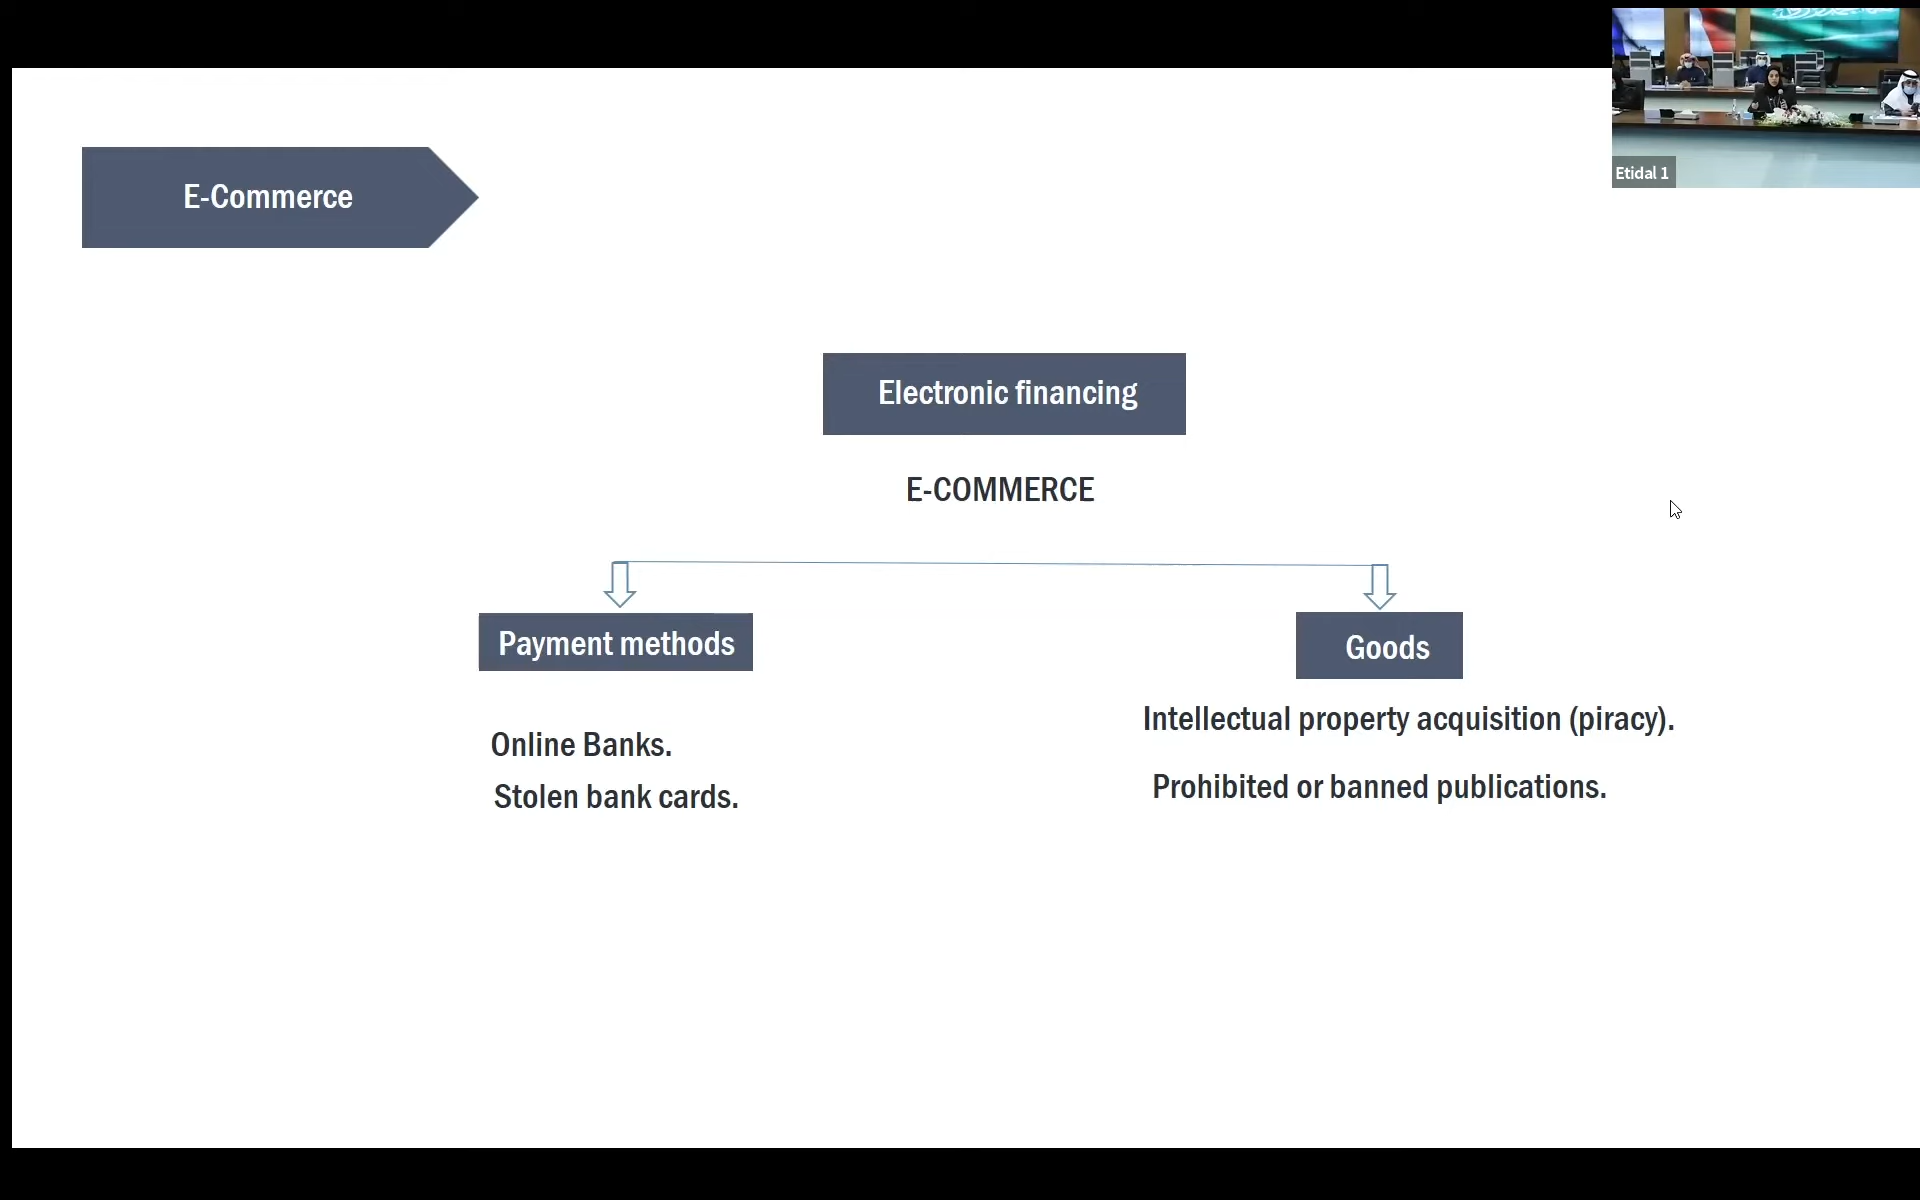 Etidal 1
E-Commerce
Electronic financing
E-COMMERCE
Payment methods
Online Banks.
Stolen bank cards.
Goods
Intellectual property acquisition (piracy).
Prohibited or banned publications.